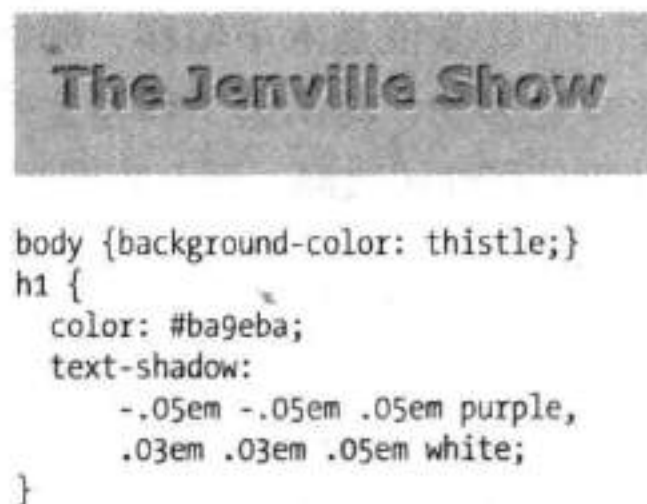 The Jenville Show
body {background-color: thistle;}
h1 {
color: #ba9eba;
text-shadow:
-.05em -.05em .05em purple,
.03em .03em .05em white;
}